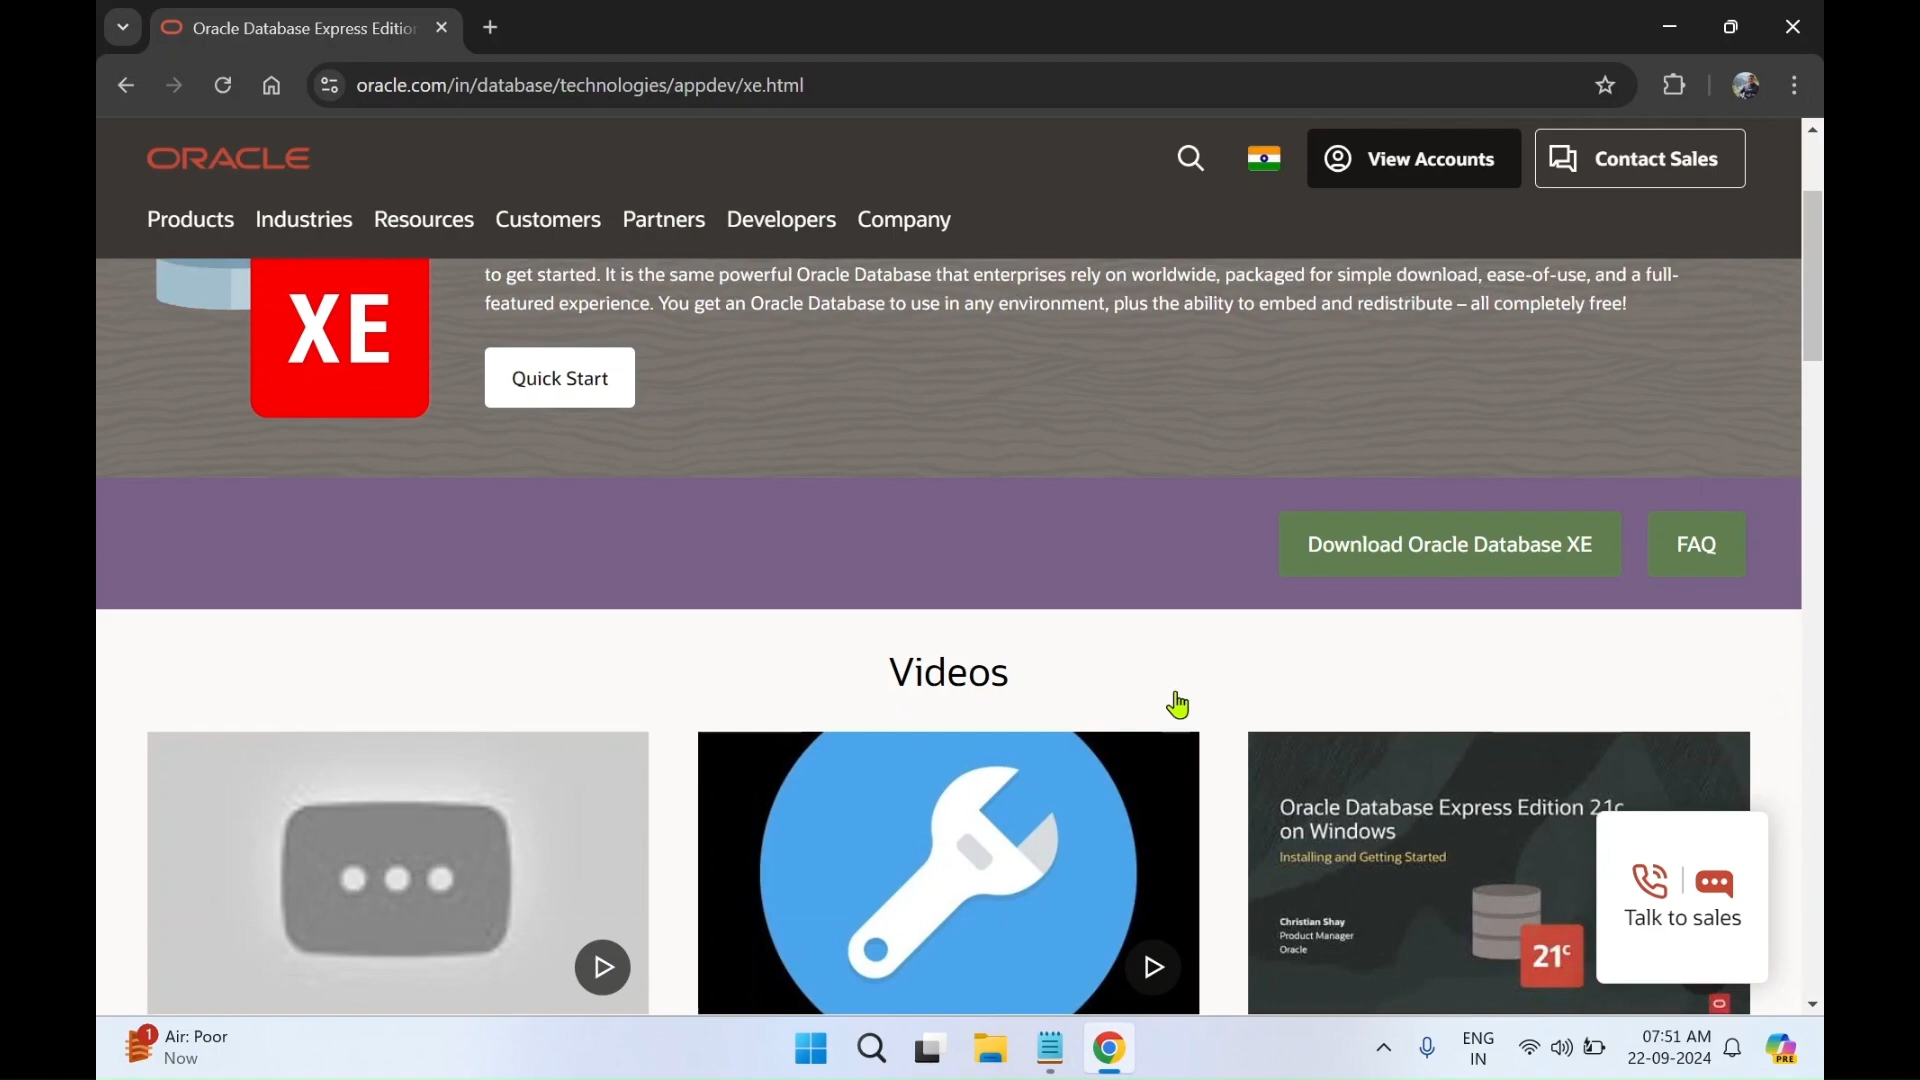 Oracle Database Express Editio
oracle.com/in/database/technologies/appdev/xe.html
ORACLE
View Accounts
Contact Sales
Products Industries Resources Customers Partners Developers Company
XE
to get started. It is the same powerful Oracle Database that enterprises rely on worldwide, packaged for simple download, ease-of-use, and a full-
featured experience. You get an Oracle Database to use in any environment, plus the ability to embed and redistribute – all completely free!
Quick Start
Download Oracle Database XE
FAQ
Videos
Oracle Database Express Edition 21c
on Windows
Installing and Getting Started
Christian Shay
Product Manager
Oracle
21c
Talk to sales
1
Air: Poor
Now
ENG
IN
07:51 AM
22-09-2024
PRE